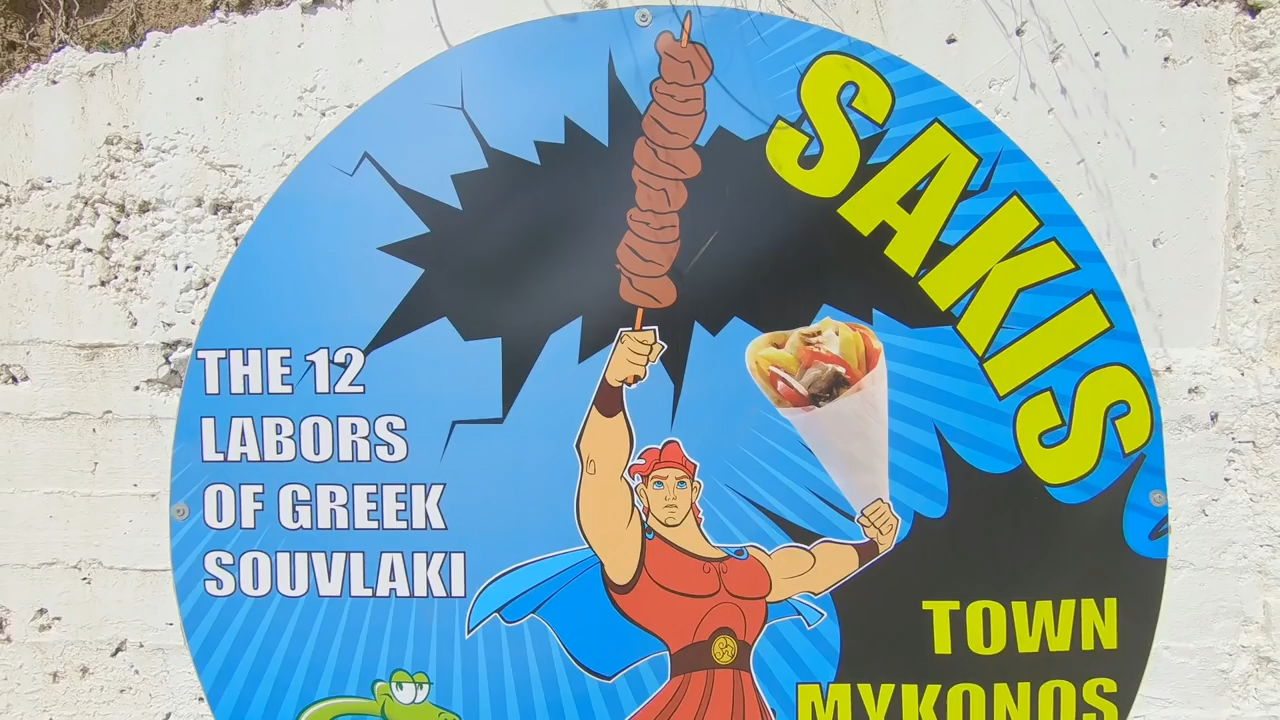 SAKIS
THE 12
LABORS
OF GREEK
SOUVLAKI
TOWN
MYKONOS